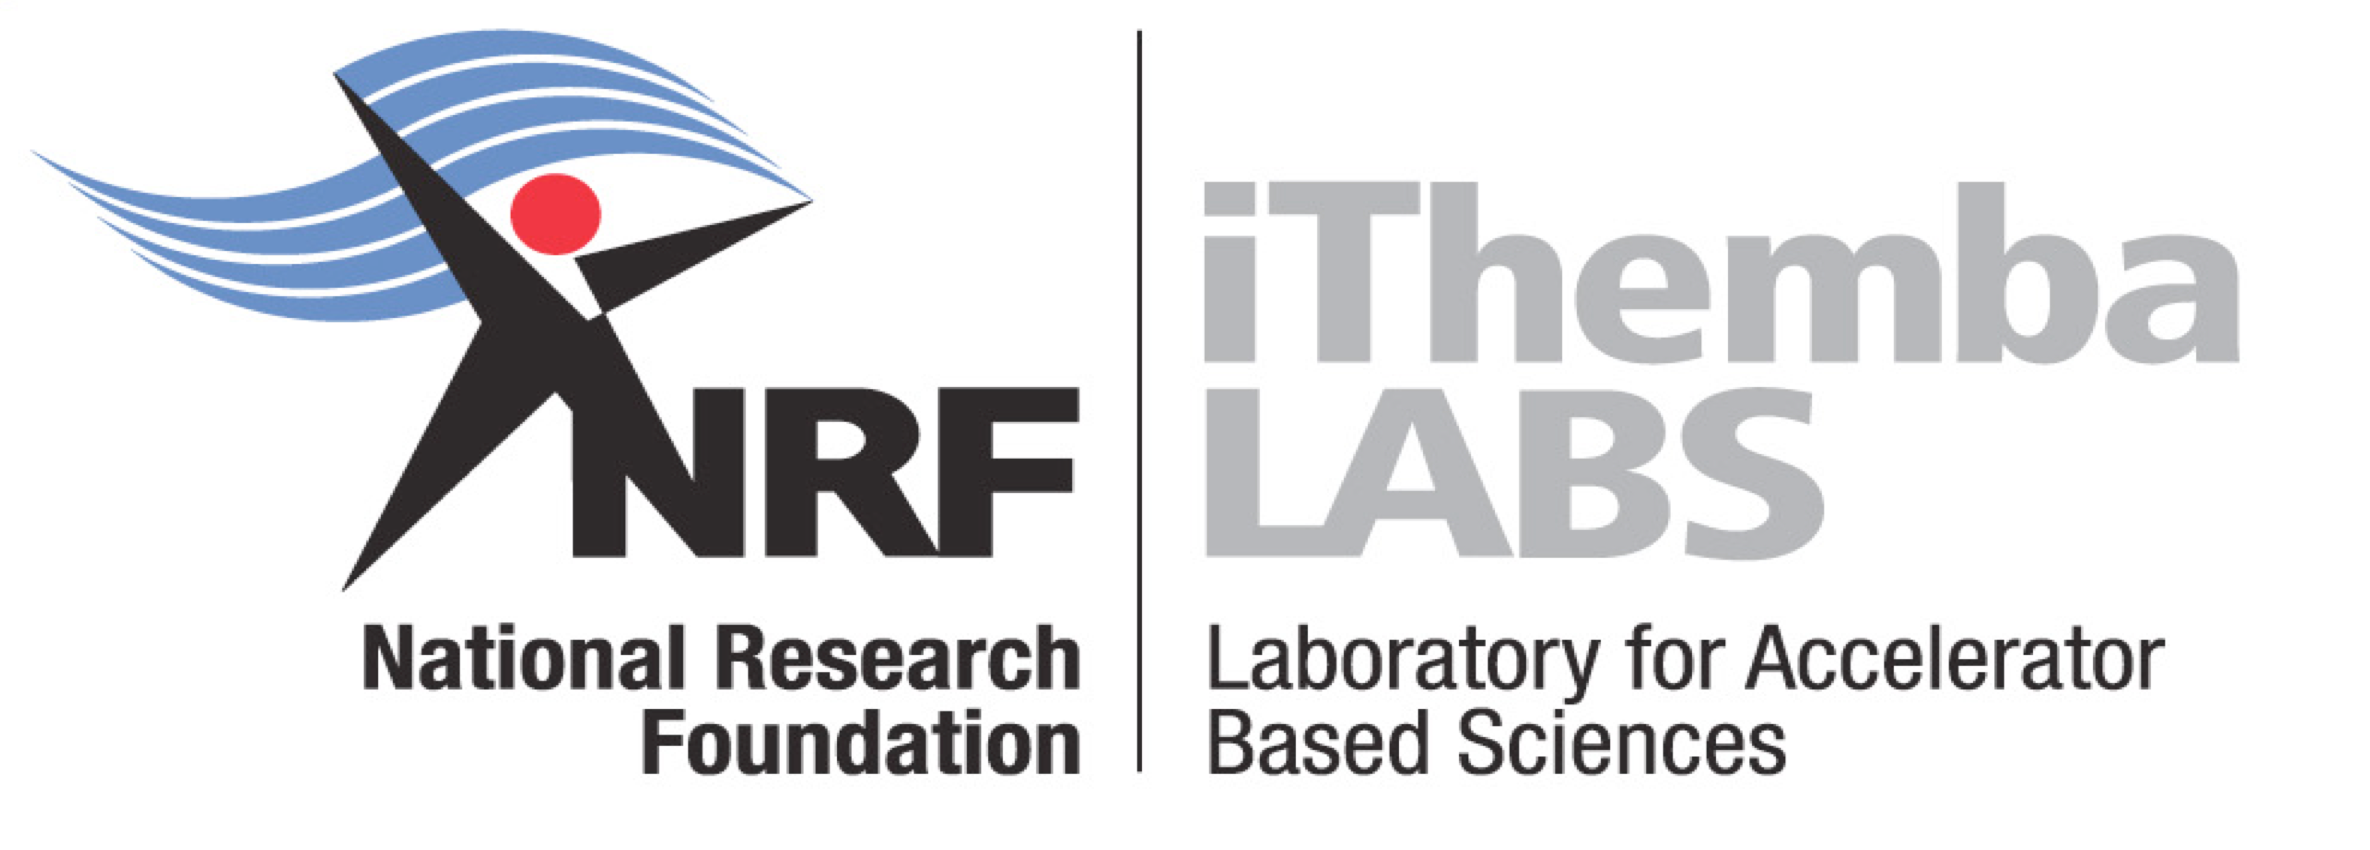 NRF
National Research
Foundation
iThemba
LABS
Laboratory for Accelerator
Based Sciences